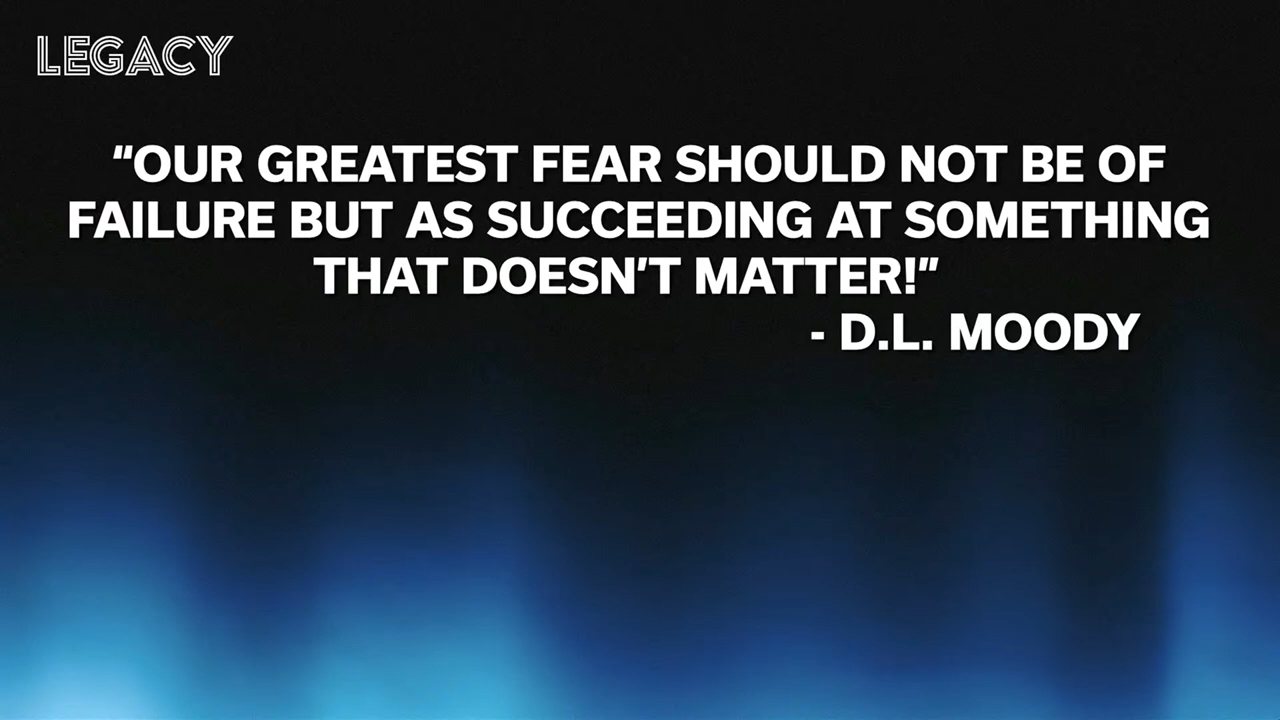 LEGACY
“OUR GREATEST FEAR SHOULD NOT BE OF
FAILURE BUT AS SUCCEEDING AT SOMETHING
THAT DOESN’T MATTER!”
- D.L. MOODY